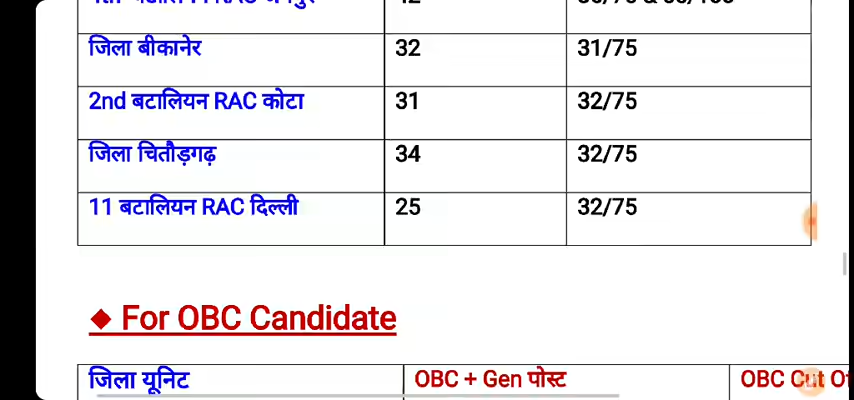 जिला बीकानेर 32 31/75
2nd बटालियन RAC कोटा 31 32/75
जिला चितौड़गढ़ 34 32/75
11 बटालियन RAC दिल्ली 25 32/75
◆ For OBC Candidate
जिला यूनिट OBC + Gen पोस्ट OBC Cut